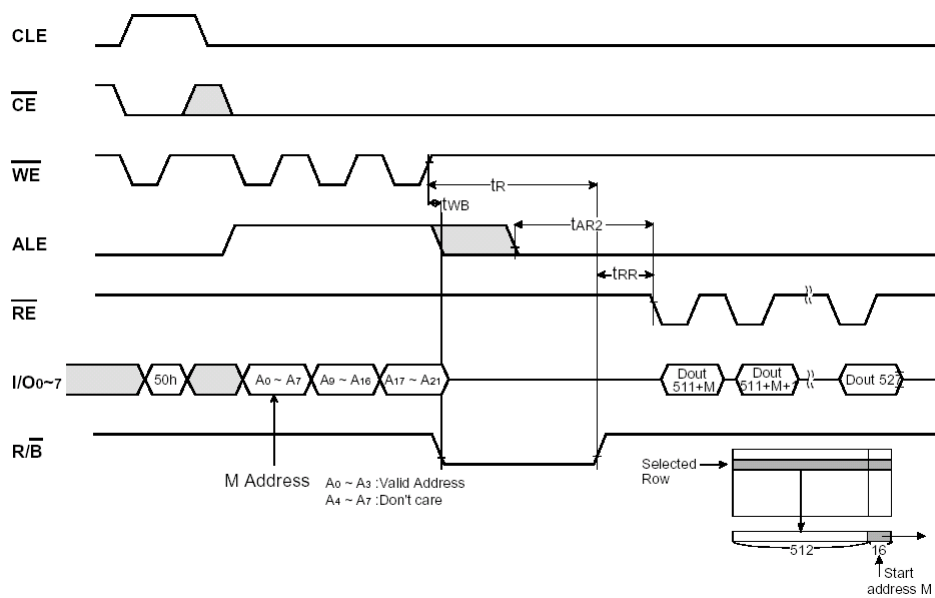 CLE
CE
WE
tR
tWB
ALE
tAR2
tRR
RE
I/O0~7
50h
A0 ~ A7
A9 ~ A16
A17 ~ A21
Dout
511+M
Dout
511+M+1
Dout 527
R/B
M Address
A0 ~ A3 :Valid Address
A4 ~ A7 :Don't care
Selected
Row
512
16
Start
address M